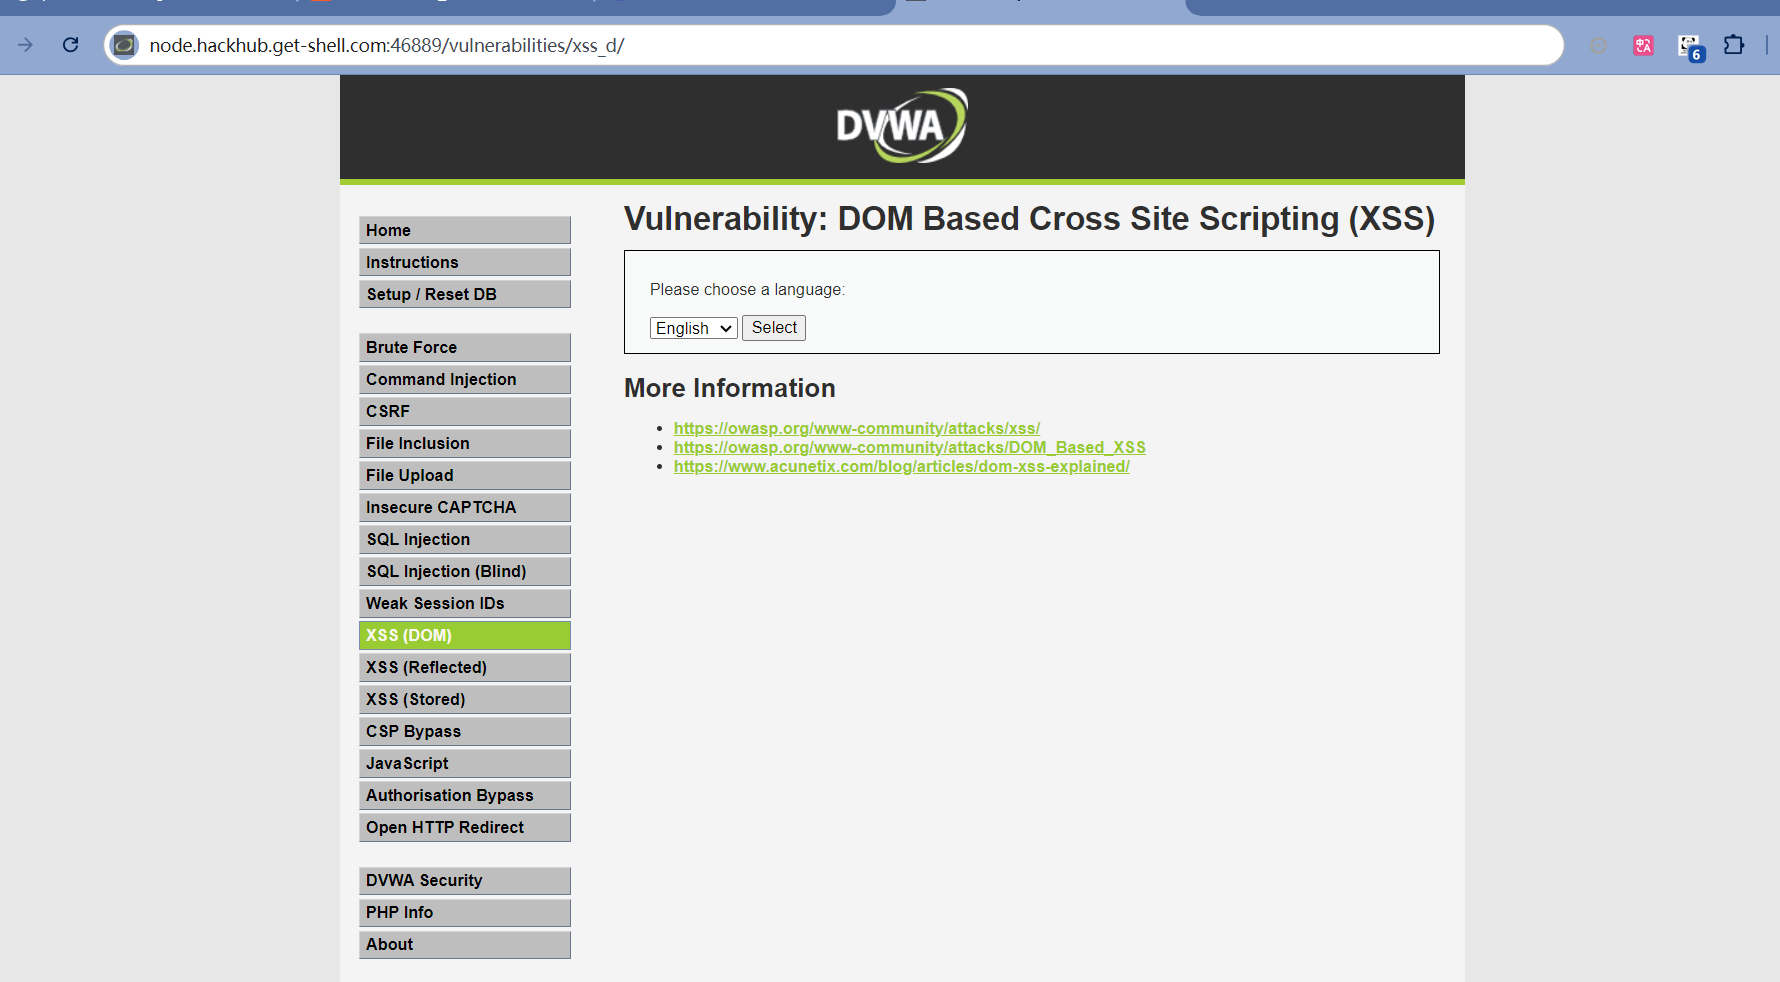 node.hackhub.get-shell.com:46889/vulnerabilities/xss_d/
中A
6
DVWA
Vulnerability: DOM Based Cross Site Scripting (XSS)
Home
Instructions
Setup / Reset DB
Brute Force
Command Injection
CSRF
File Inclusion
File Upload
Insecure CAPTCHA
SQL Injection
SQL Injection (Blind)
Weak Session IDs
XSS (DOM)
XSS (Reflected)
XSS (Stored)
CSP Bypass
JavaScript
Authorisation Bypass
Open HTTP Redirect
DVWA Security
PHP Info
About
Please choose a language:
English Select
More Information
https://owasp.org/www-community/attacks/xss/
https://owasp.org/www-community/attacks/DOM_Based_XSS
https://www.acunetix.com/blog/articles/dom-xss-explained/